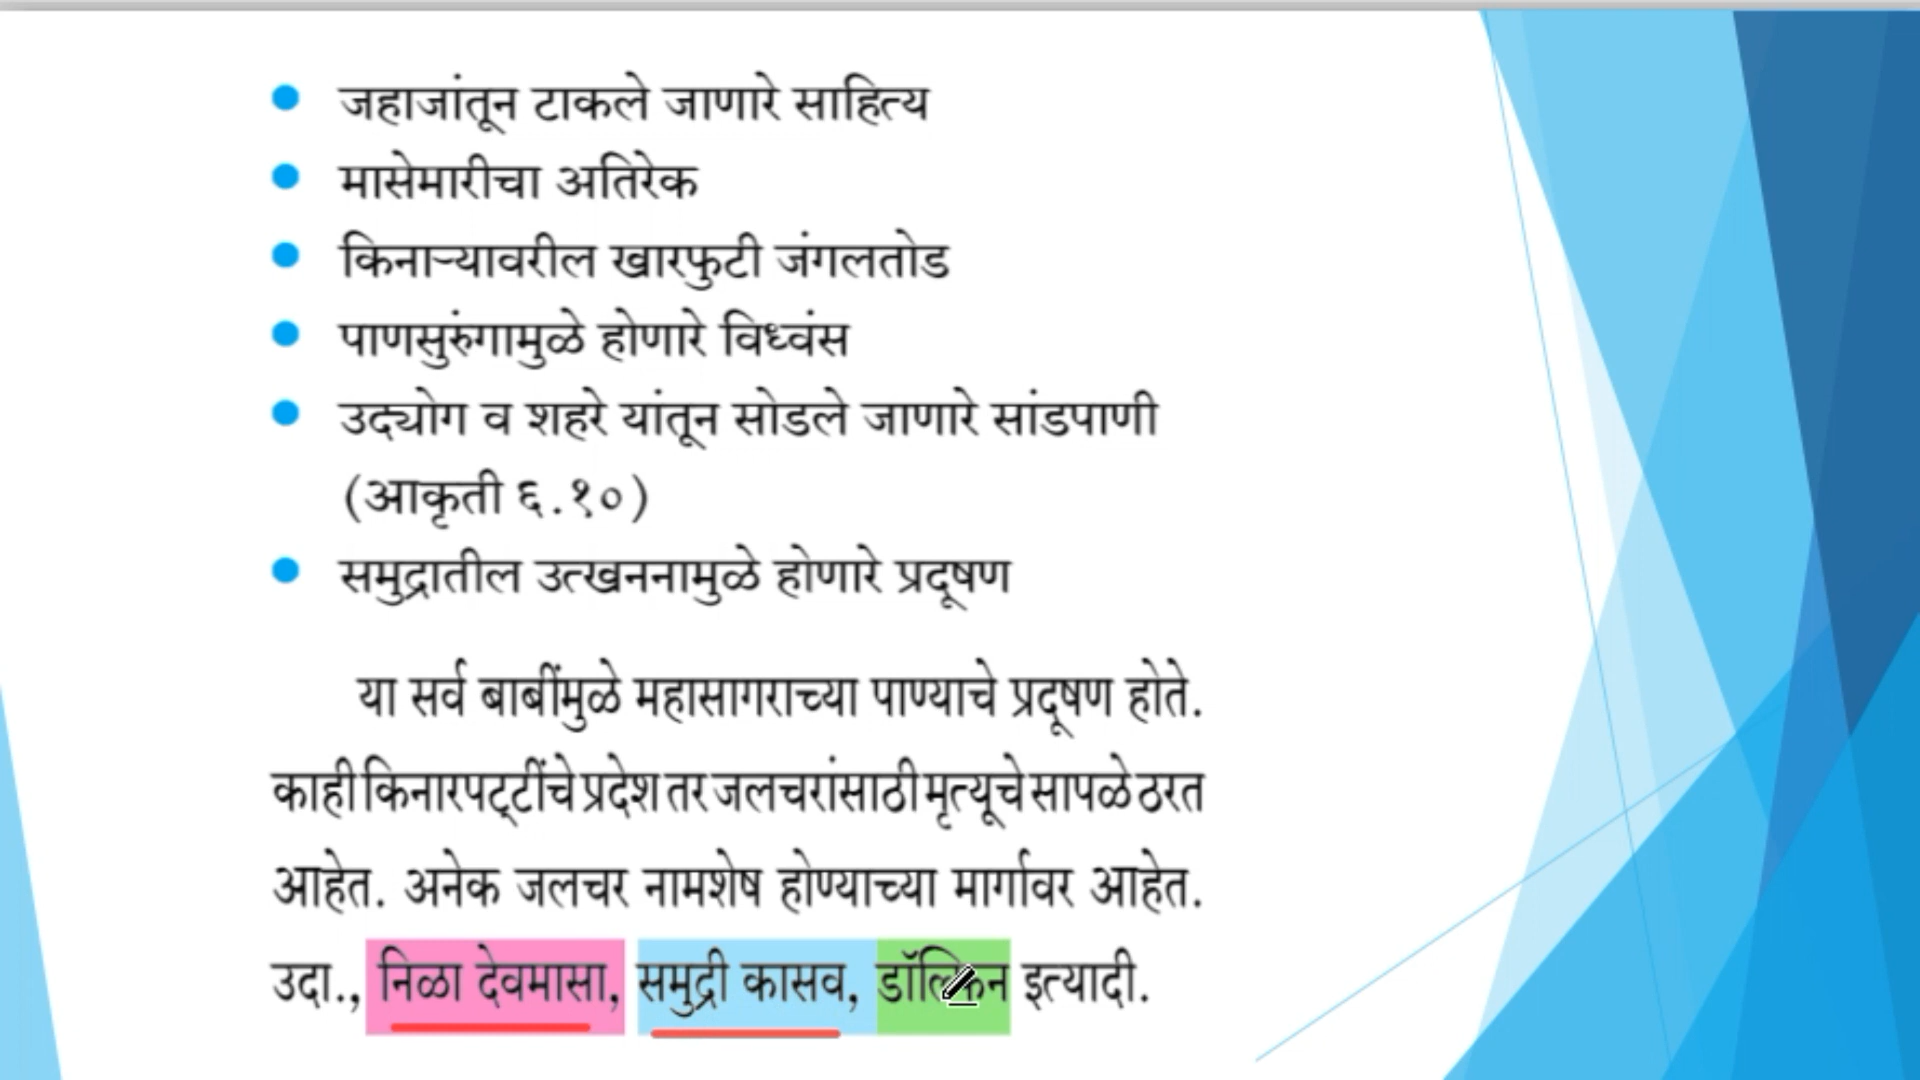 जहाजांतून टाकले जाणारे साहित्य
मासेमारीचा अतिरेक
किनाऱ्यावरील खारफुटी जंगलतोड
पाणसुरुंगामुळे होणारे विध्वंस
उद्योग व शहरे यांतून सोडले जाणारे सांडपाणी
(आकृती ६.१०)
समुद्रातील उत्खननामुळे होणारे प्रदूषण
या सर्व बाबींमुळे महासागराच्या पाण्याचे प्रदूषण होते.
काही किनारपट्टींचे प्रदेश तर जलचरांसाठी मृत्यूचे सापळे ठरत
आहेत. अनेक जलचर नामशेष होण्याच्या मार्गावर आहेत.
उदा., निळा देवमासा, समुद्री कासव, डॉल्फिन इत्यादी.